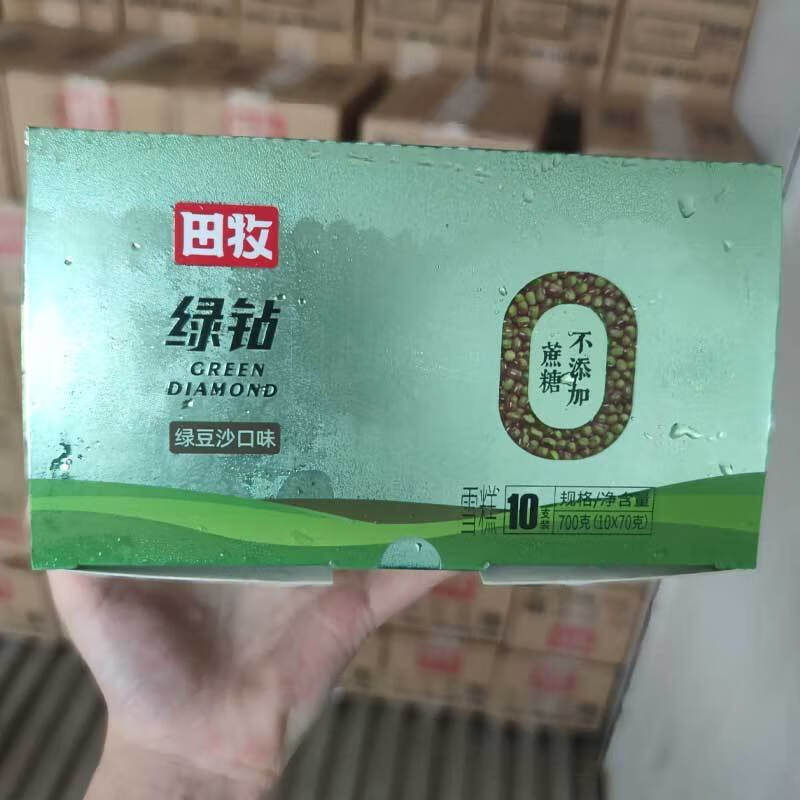 田牧
绿钻
GREEN
DIAMOND
绿豆沙口味
不添加
蔗糖
雪糕
10支装
规格/净含量
700克(10X70克)